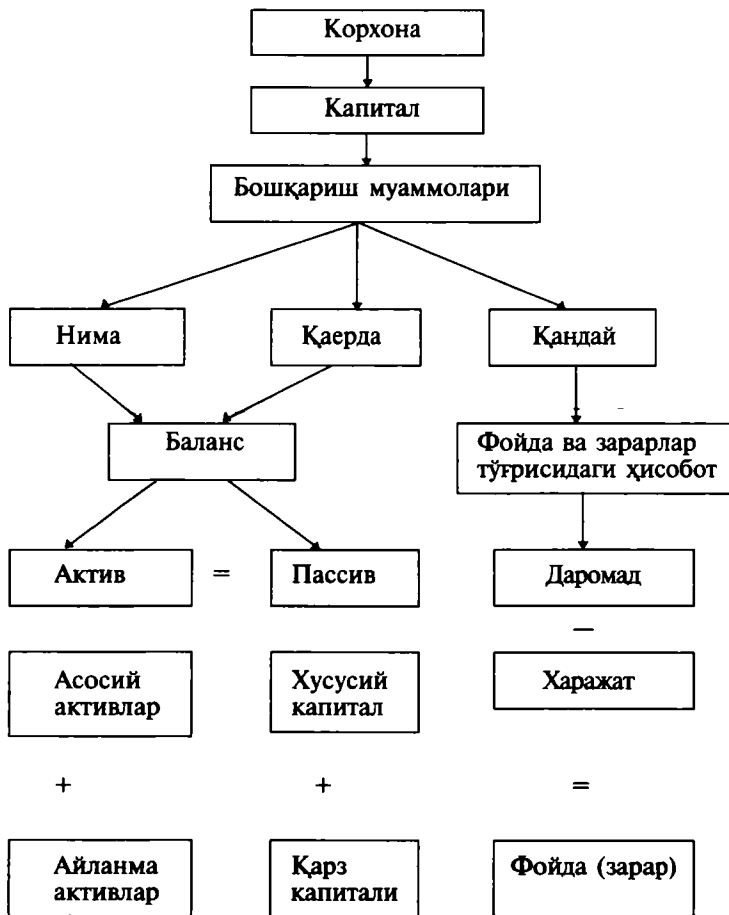 Корхона
Капитал
Бошқариш муаммолари
Нима
Қаерда
Қандай
Баланс
Фойда ва зарарлар
тўғрисидаги ҳисобот
Актив
=
Пассив
Даромад
−
Асосий
активлар
Хусусий
капитал
Харажат
+
+
=
Айланма
активлар
Қарз
капитали
Фойда (зарар)